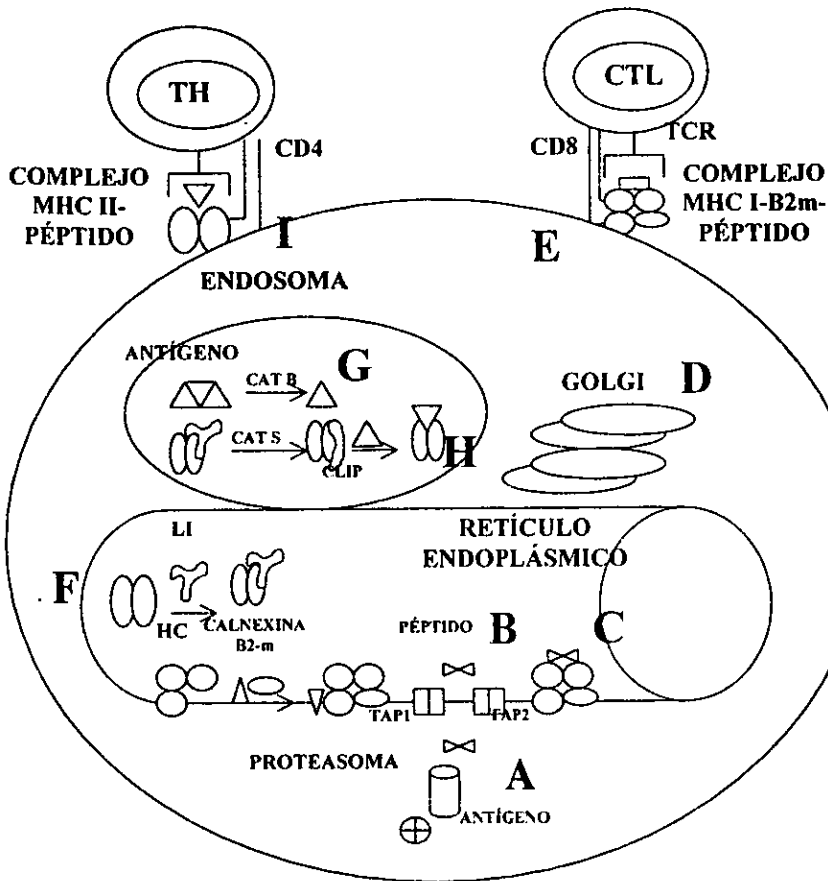 TH
CTL
CD4
CD8
TCR
COMPLEJO
MHC II-
PÉPTIDO
COMPLEJO
MHC I-B2m-
PÉPTIDO
I
E
ENDOSOMA
ANTÍGENO
CAT B
G
GOLGI
D
CAT S
CLIP
H
LI
RETÍCULO
ENDOPLÁSMICO
F
HC
CALNEXINA
B2-m
PÉPTIDO
B
C
TAP1
TAP2
PROTEASOMA
A
ANTÍGENO